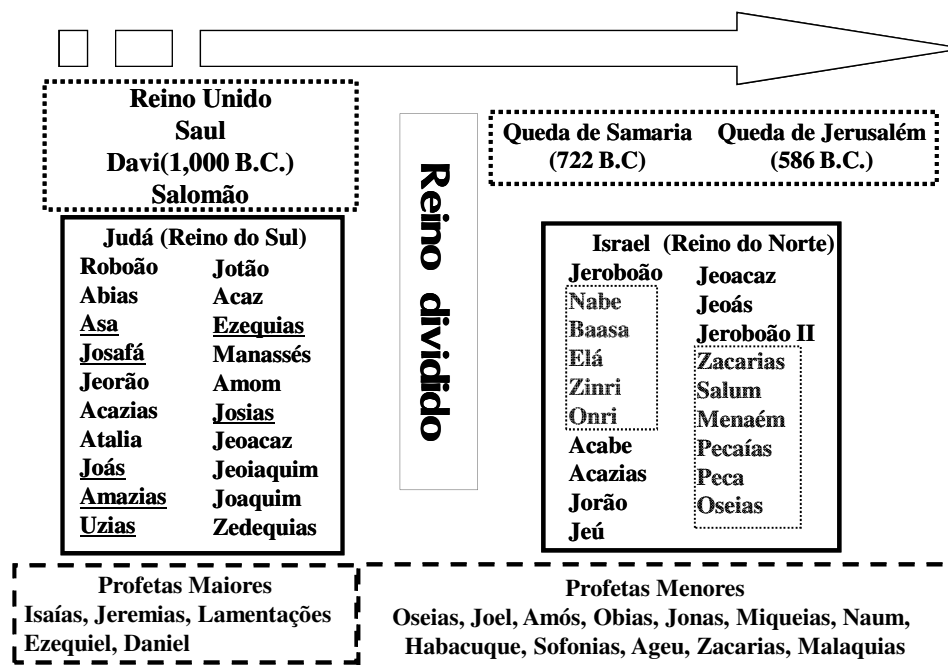 Reino Unido
Saul
Davi(1,000 B.C.)
Salomão
Reino dividido
Queda de Samaria
(722 B.C)
Queda de Jerusalém
(586 B.C.)
Judá (Reino do Sul)
Roboão
Abias
Asa
Josafá
Jeorão
Acazias
Atalia
Joás
Amazias
Uzias
Jotão
Acaz
Ezequias
Manassés
Amom
Josias
Jeoacaz
Jeoiaquim
Joaquim
Zedequias
Israel (Reino do Norte)
Jeroboão
Nabe
Baasa
Elá
Zinri
Onri
Acabe
Acazias
Jorão
Jeú
Jeoacaz
Jeoás
Jeroboão II
Zacarias
Salum
Menaém
Pecaías
Peca
Oseias
Profetas Maiores
Isaías, Jeremias, Lamentações
Ezequiel, Daniel
Profetas Menores
Oseias, Joel, Amós, Obias, Jonas, Miqueias, Naum,
Habacuque, Sofonias, Ageu, Zacarias, Malaquias